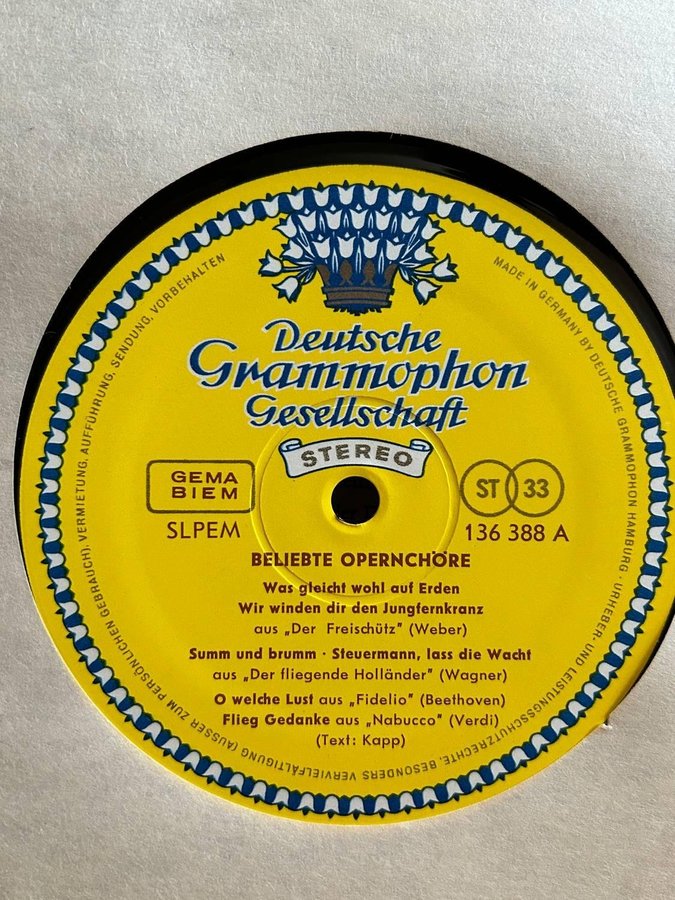 Deutsche
Grammophon
Gesellschaft
STEREO
GEMA
BIEM
SLPEM
ST 33
136 388 A
BELIEBTE OPERNCHÖRE
Was gleicht wohl auf Erden
Wir winden dir den Jungfernkranz
aus „Der Freischütz" (Weber)
Summ und brumm · Steuermann, lass die Wacht
aus „Der fliegende Holländer" (Wagner)
O welche Lust aus „Fidelio" (Beethoven)
Flieg Gedanke aus „Nabucco" (Verdi)
(Text: Kapp)
MADE IN GERMANY BY DEUTSCHE GRAMMOPHON HAMBURG · URHEBER- UND LEISTUNGSSCHUTZRECHTE, BESONDERS VERVIELFÄLTIGUNG (AUSSER ZUM PERSÖNLICHEN GEBRAUCH), VERMIETUNG, AUFFÜHRUNG, SENDUNG, VORBEHALTEN